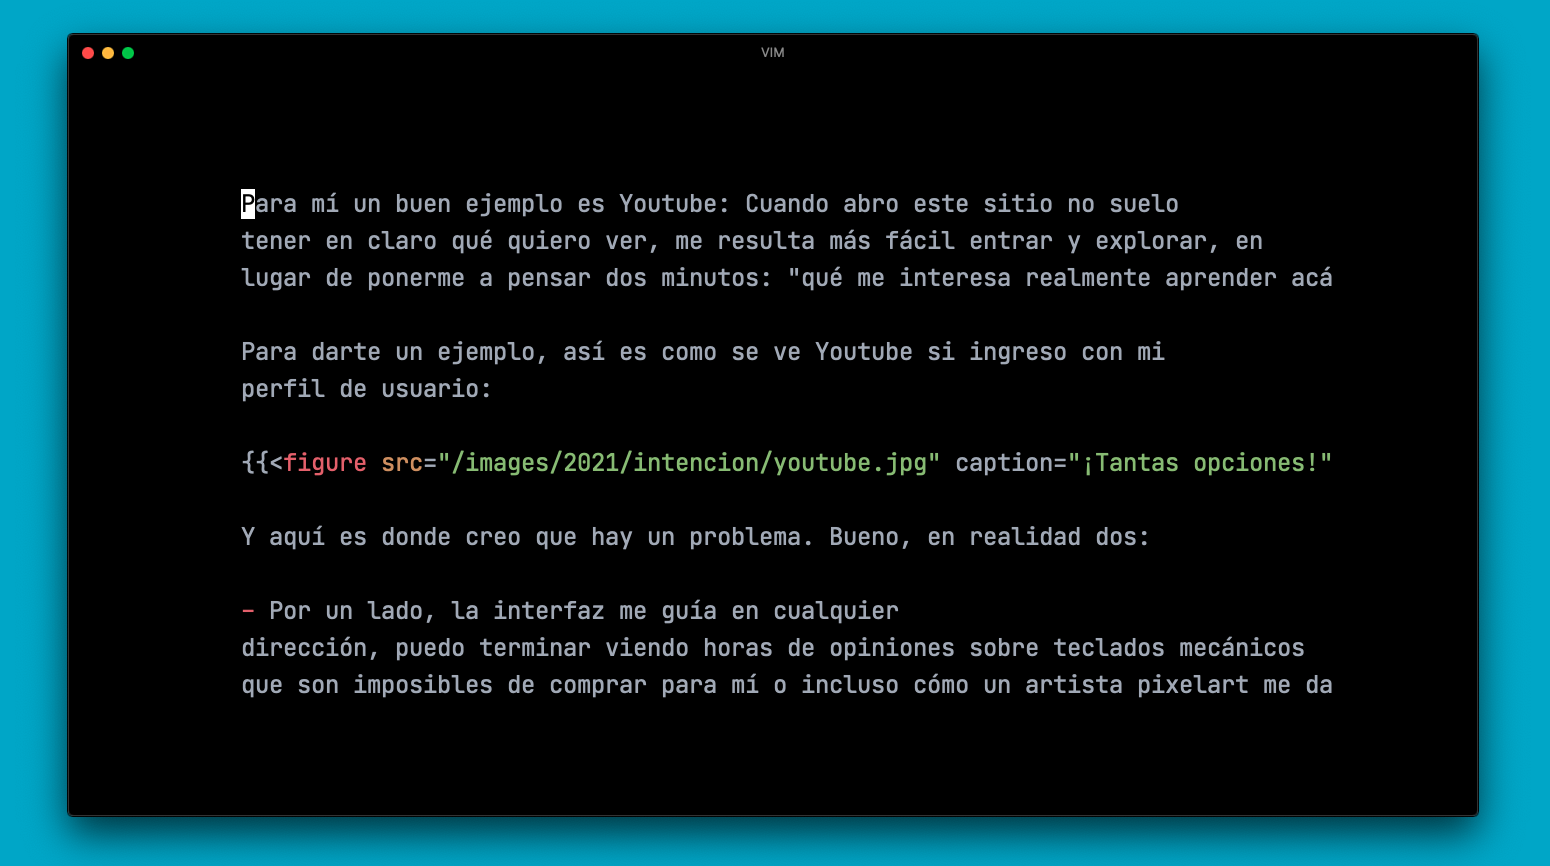 VIM
Para mí un buen ejemplo es Youtube: Cuando abro este sitio no suelo
tener en claro qué quiero ver, me resulta más fácil entrar y explorar, en
lugar de ponerme a pensar dos minutos: "qué me interesa realmente aprender acá
Para darte un ejemplo, así es como se ve Youtube si ingreso con mi
perfil de usuario:
{{<figure src="/images/2021/intencion/youtube.jpg" caption="¡Tantas opciones!"
Y aquí es donde creo que hay un problema. Bueno, en realidad dos:
- Por un lado, la interfaz me guía en cualquier
dirección, puedo terminar viendo horas de opiniones sobre teclados mecánicos
que son imposibles de comprar para mí o incluso cómo un artista pixelart me da